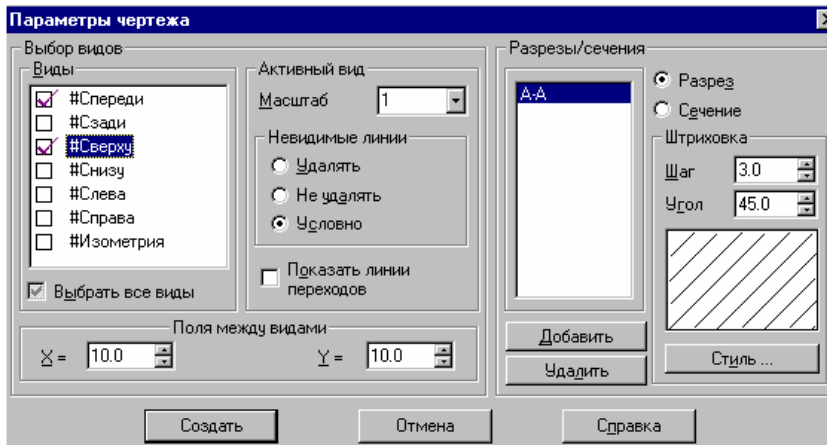 Параметры чертежа
Выбор видов
Виды
#Спереди
#Сзади
#Сверху
#Снизу
#Слева
#Справа
#Изометрия
Выбрать все виды
Активный вид
Масштаб 1
Невидимые линии
Удалять
Не удалять
Условно
Показать линии
переходов
Поля между видами
X = 10.0 Y = 10.0
Разрезы/сечения
А-А
Добавить
Удалить
Разрез
Сечение
Штриховка
Шаг 3.0
Угол 45.0
Стиль ...
Создать Отмена Справка